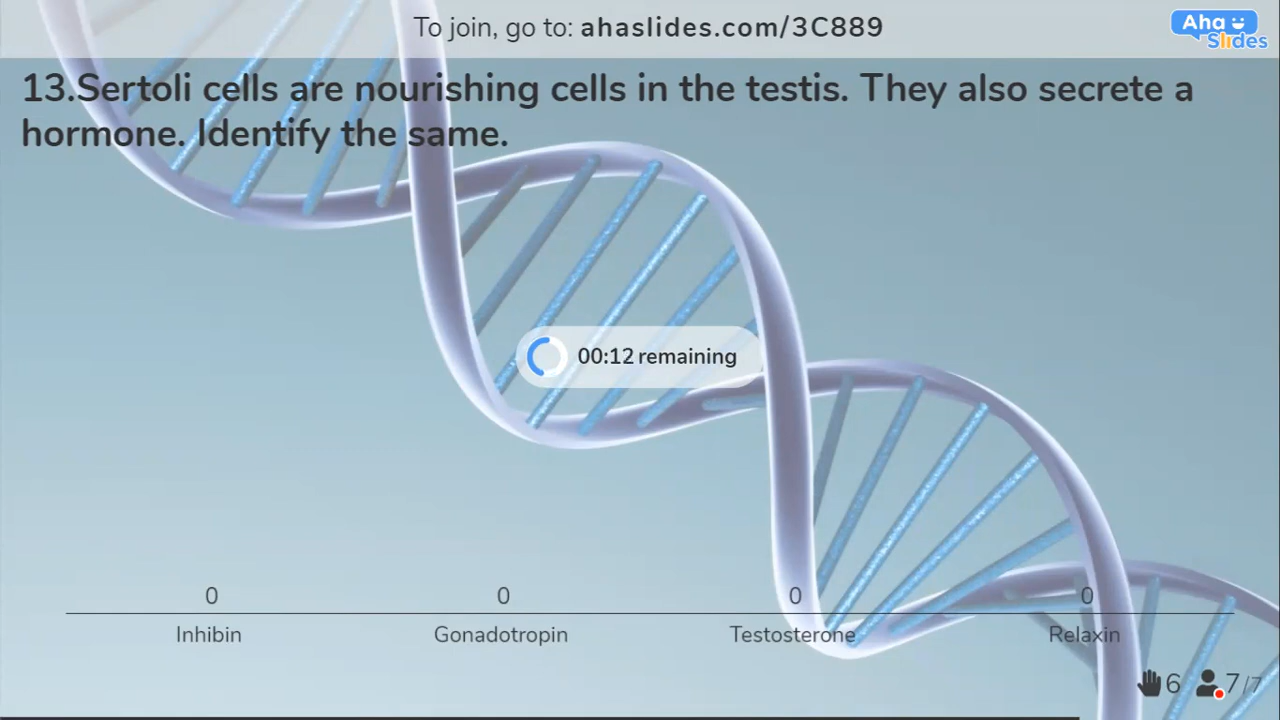 To join, go to: ahaslides.com/3C889
Aha
Slides
13.Sertoli cells are nourishing cells in the testis. They also secrete a
hormone. Identify the same.
00:12 remaining
0 0 0 0
Inhibin Gonadotropin Testosterone Relaxin
6 7/7